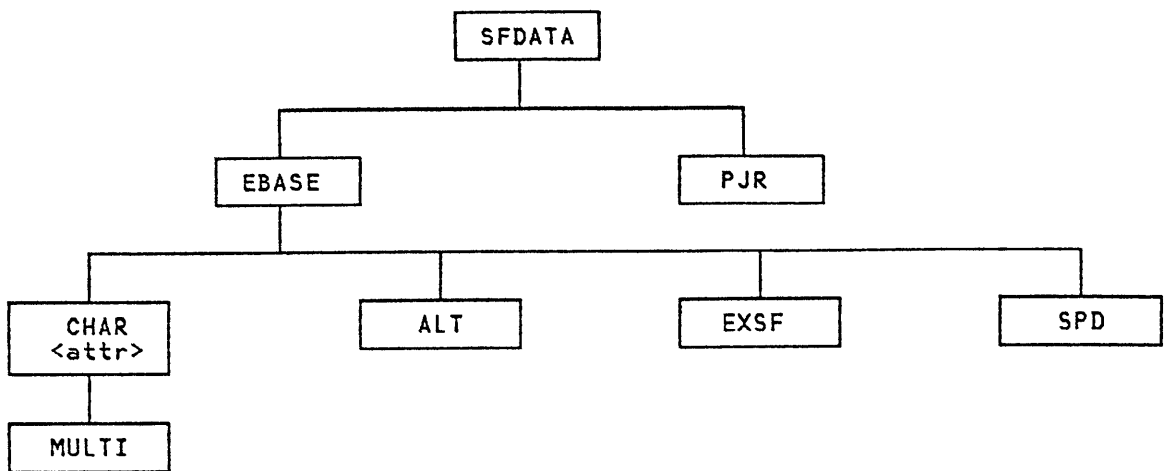 SFDATA
EBASE
PJR
CHAR
<attr>
ALT
EXSF
SPD
MULTI